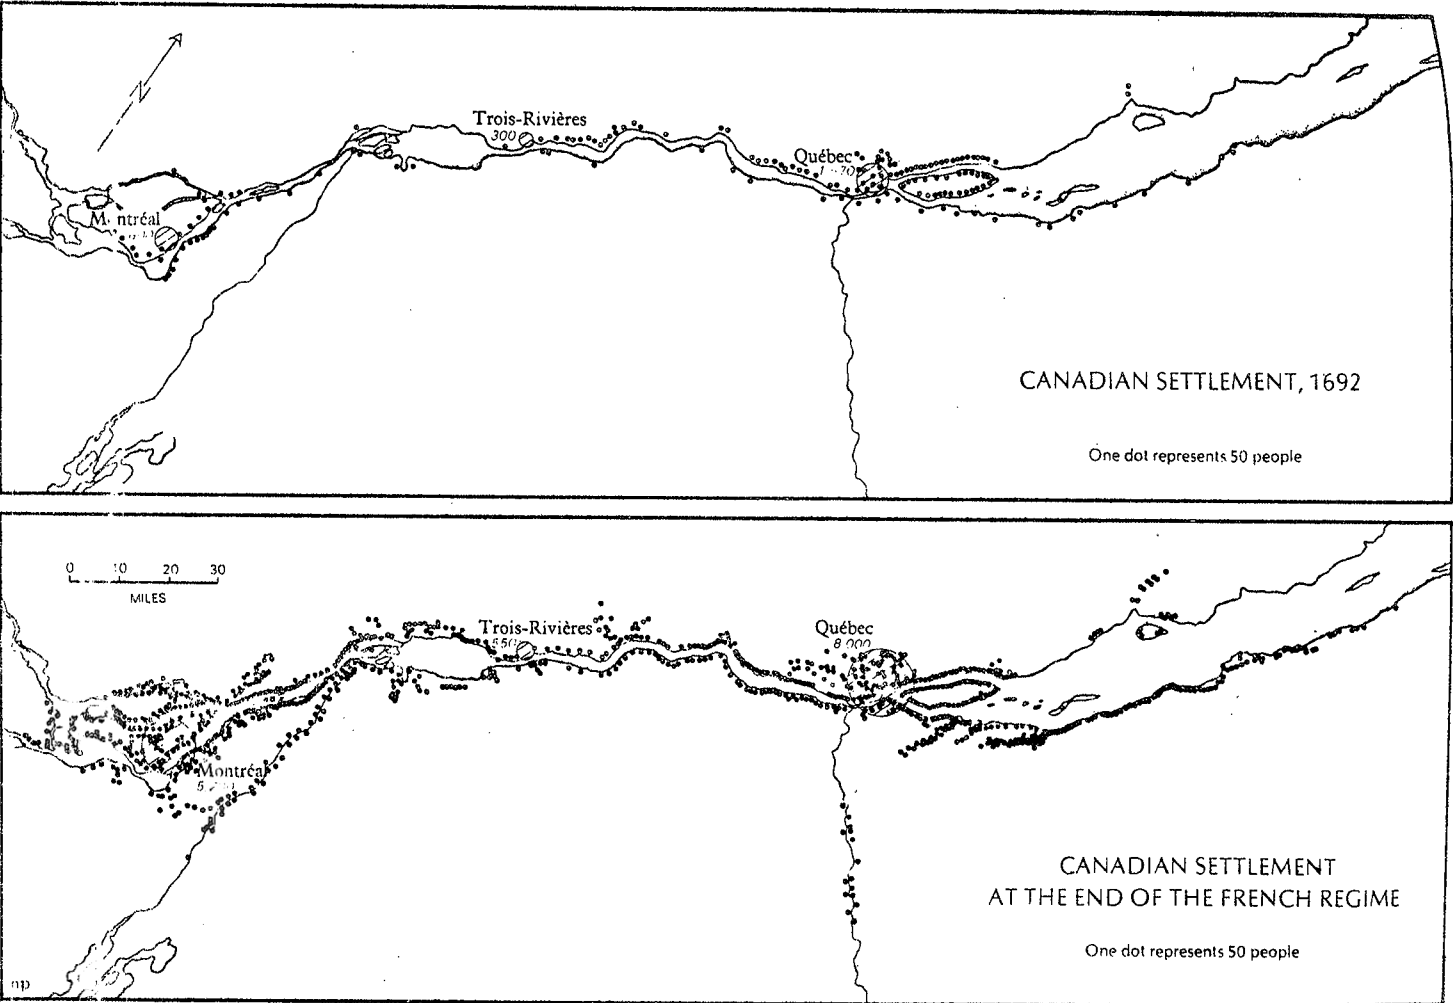 N
Trois-Rivières
300
Québec
CANADIAN SETTLEMENT, 1692
One dot represents 50 people
0 10 20 30
MILES
Trois-Rivières
Québec
8 000
Montréal
CANADIAN SETTLEMENT
AT THE END OF THE FRENCH REGIME
One dot represents 50 people
np